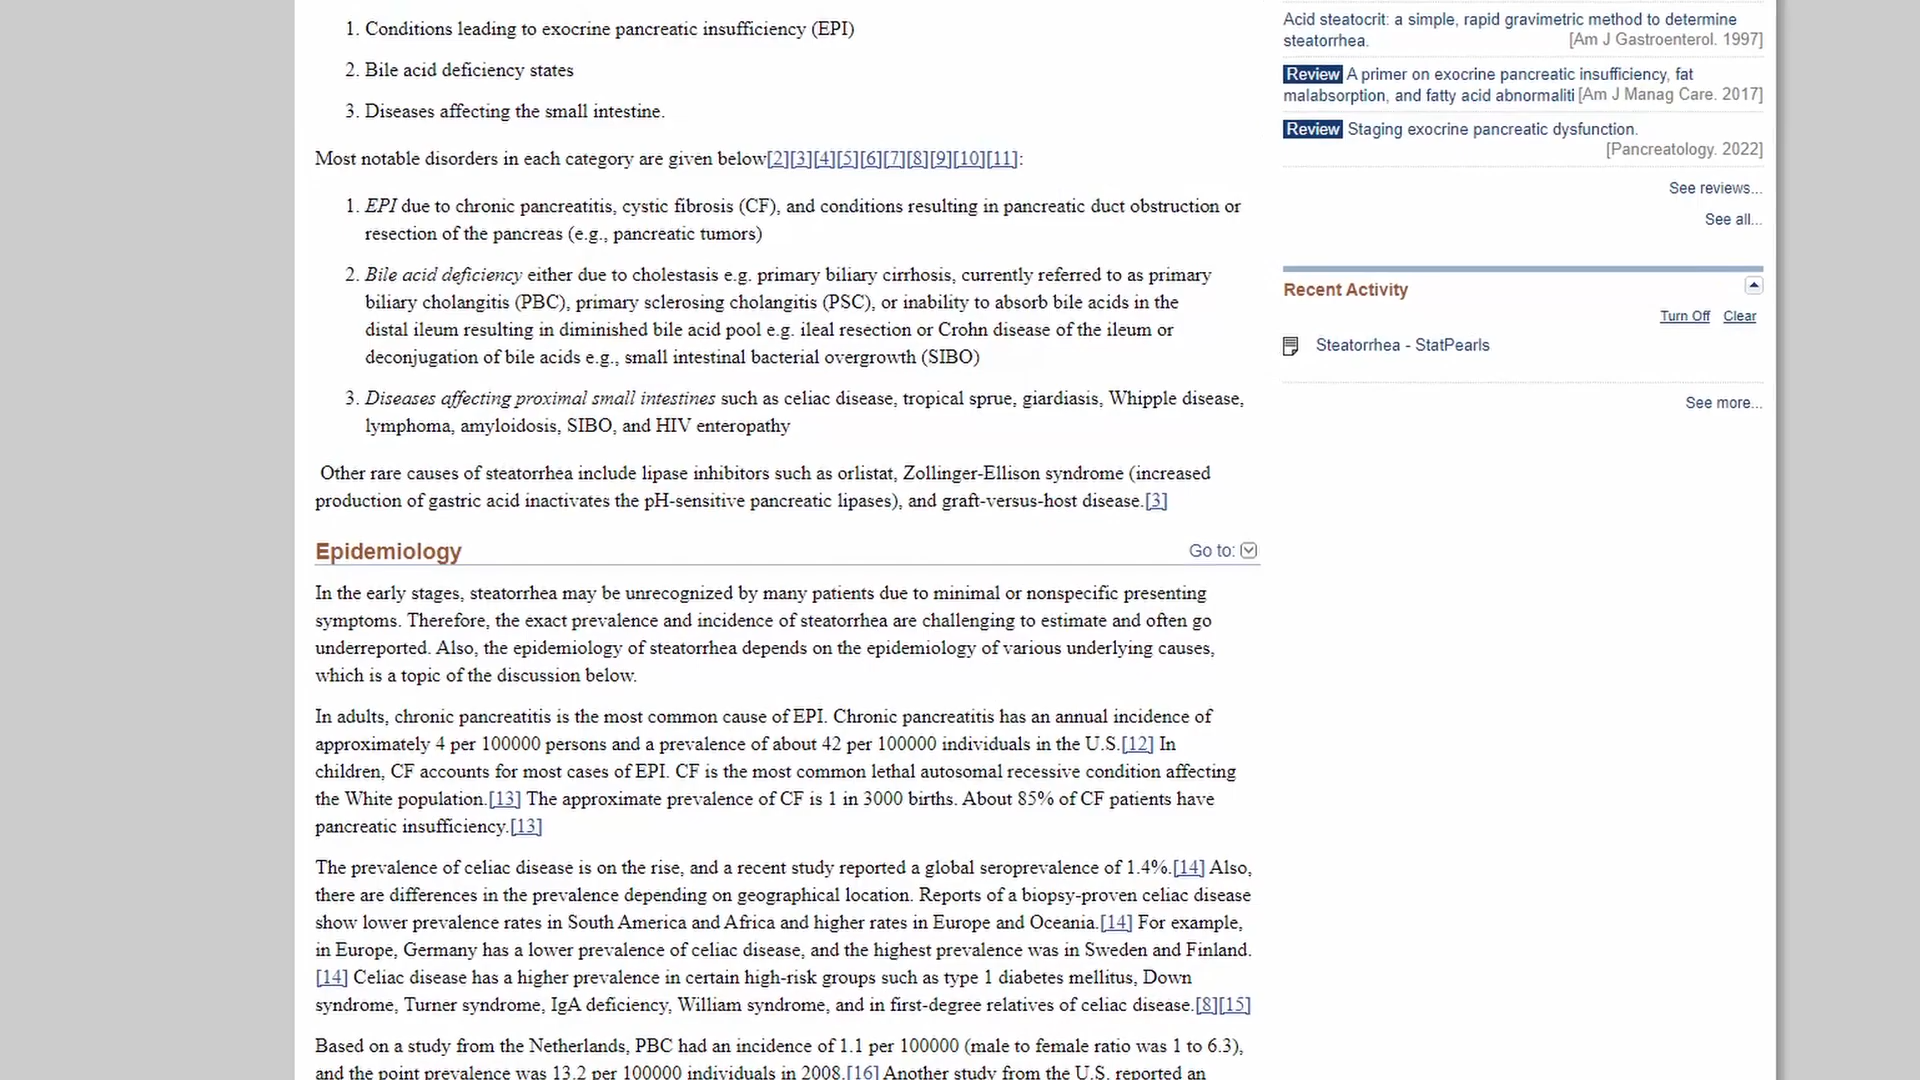 1. Conditions leading to exocrine pancreatic insufficiency (EPI)
2. Bile acid deficiency states
3. Diseases affecting the small intestine.
Most notable disorders in each category are given below[2][3][4][5][6][7][8][9][10][11]:
1. EPI due to chronic pancreatitis, cystic fibrosis (CF), and conditions resulting in pancreatic duct obstruction or
resection of the pancreas (e.g., pancreatic tumors)
2. Bile acid deficiency either due to cholestasis e.g. primary biliary cirrhosis, currently referred to as primary
biliary cholangitis (PBC), primary sclerosing cholangitis (PSC), or inability to absorb bile acids in the
distal ileum resulting in diminished bile acid pool e.g. ileal resection or Crohn disease of the ileum or
deconjugation of bile acids e.g., small intestinal bacterial overgrowth (SIBO)
3. Diseases affecting proximal small intestines such as celiac disease, tropical sprue, giardiasis, Whipple disease,
lymphoma, amyloidosis, SIBO, and HIV enteropathy
Other rare causes of steatorrhea include lipase inhibitors such as orlistat, Zollinger-Ellison syndrome (increased
production of gastric acid inactivates the pH-sensitive pancreatic lipases), and graft-versus-host disease.[3]
Epidemiology
Go to:
In the early stages, steatorrhea may be unrecognized by many patients due to minimal or nonspecific presenting
symptoms. Therefore, the exact prevalence and incidence of steatorrhea are challenging to estimate and often go
underreported. Also, the epidemiology of steatorrhea depends on the epidemiology of various underlying causes,
which is a topic of the discussion below.
In adults, chronic pancreatitis is the most common cause of EPI. Chronic pancreatitis has an annual incidence of
approximately 4 per 100000 persons and a prevalence of about 42 per 100000 individuals in the U.S.[12] In
children, CF accounts for most cases of EPI. CF is the most common lethal autosomal recessive condition affecting
the White population.[13] The approximate prevalence of CF is 1 in 3000 births. About 85% of CF patients have
pancreatic insufficiency.[13]
The prevalence of celiac disease is on the rise, and a recent study reported a global seroprevalence of 1.4%.[14] Also,
there are differences in the prevalence depending on geographical location. Reports of a biopsy-proven celiac disease
show lower prevalence rates in South America and Africa and higher rates in Europe and Oceania.[14] For example,
in Europe, Germany has a lower prevalence of celiac disease, and the highest prevalence was in Sweden and Finland.
[14] Celiac disease has a higher prevalence in certain high-risk groups such as type 1 diabetes mellitus, Down
syndrome, Turner syndrome, IgA deficiency, William syndrome, and in first-degree relatives of celiac disease.[8][15]
Based on a study from the Netherlands, PBC had an incidence of 1.1 per 100000 (male to female ratio was 1 to 6.3),
and the point prevalence was 13.2 per 100000 individuals in 2008.[16] Another study from the U.S. reported an
Acid steatocrit: a simple, rapid gravimetric method to determine
steatorrhea. [Am J Gastroenterol. 1997]
Review A primer on exocrine pancreatic insufficiency, fat
malabsorption, and fatty acid abnormaliti [Am J Manag Care. 2017]
Review Staging exocrine pancreatic dysfunction.
[Pancreatology. 2022]
See reviews...
See all...
Recent Activity
Turn Off Clear
Steatorrhea - StatPearls
See more...